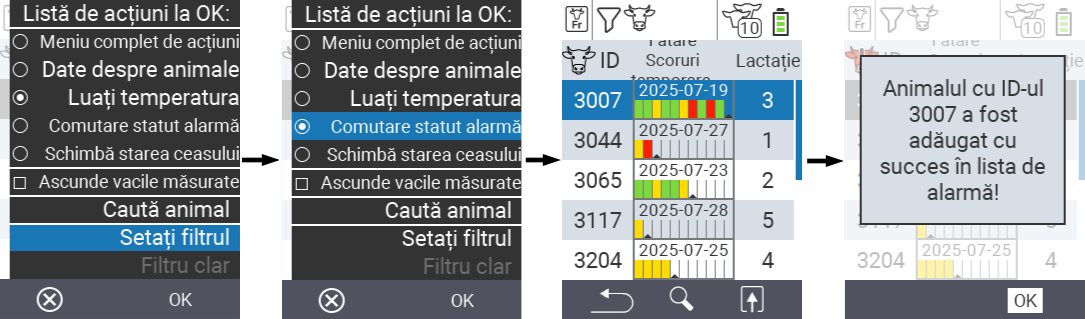 Listă de acțiuni la OK:
Meniu complet de acțiuni
Date despre animale
Luați temperatura
Comutare statut alarmă
Schimbă starea ceasului
Ascunde vacile măsurate
Caută animal
Setați filtrul
Filtru clar
OK
Listă de acțiuni la OK:
Meniu complet de acțiuni
Date despre animale
Luați temperatura
Comutare statut alarmă
Schimbă starea ceasului
Ascunde vacile măsurate
Caută animal
Setați filtrul
Filtru clar
OK
Fr
10
ID
Fătare
Scoruri
temporare
Lactație
3007 2025-07-19 3
3044 2025-07-27 1
3065 2025-07-23 2
3117 2025-07-28 5
3204 2025-07-25 4
Fr
10
Animalul cu ID-ul
3007 a fost
adăugat cu
succes în lista de
alarmă!
3204 2025-07-25 4
OK